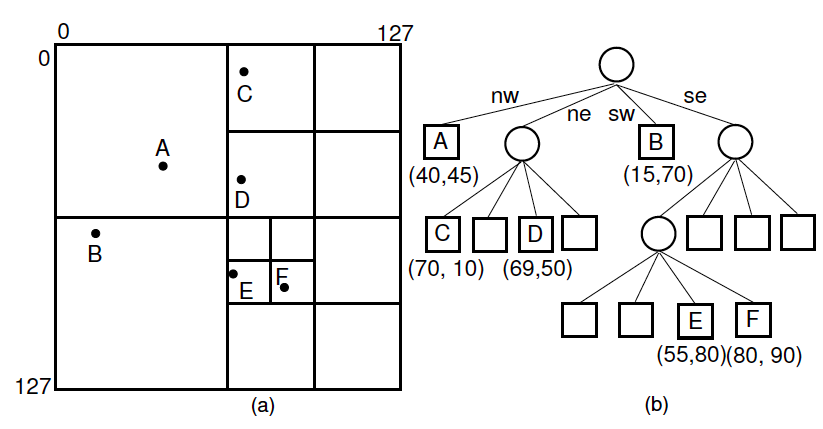 0
127
0
A
B
C
D
E
F
127
(a)
nw
ne
sw
se
A
(40,45)
B
(15,70)
C
(70, 10)
D
(69,50)
E
(55,80)
F
(80, 90)
(b)